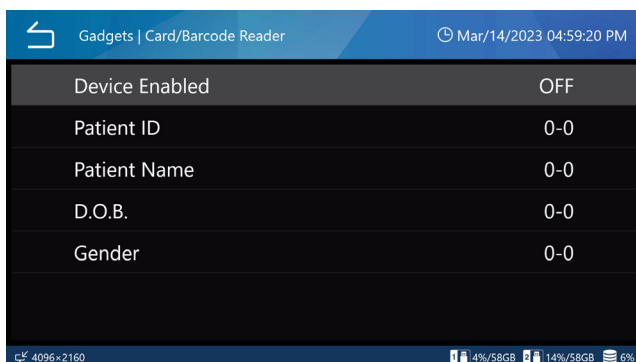 Gadgets | Card/Barcode Reader Mar/14/2023 04:59:20 PM
Device Enabled OFF
Patient ID 0-0
Patient Name 0-0
D.O.B. 0-0
Gender 0-0
4096×2160 1 4%/58GB 2 14%/58GB 6%